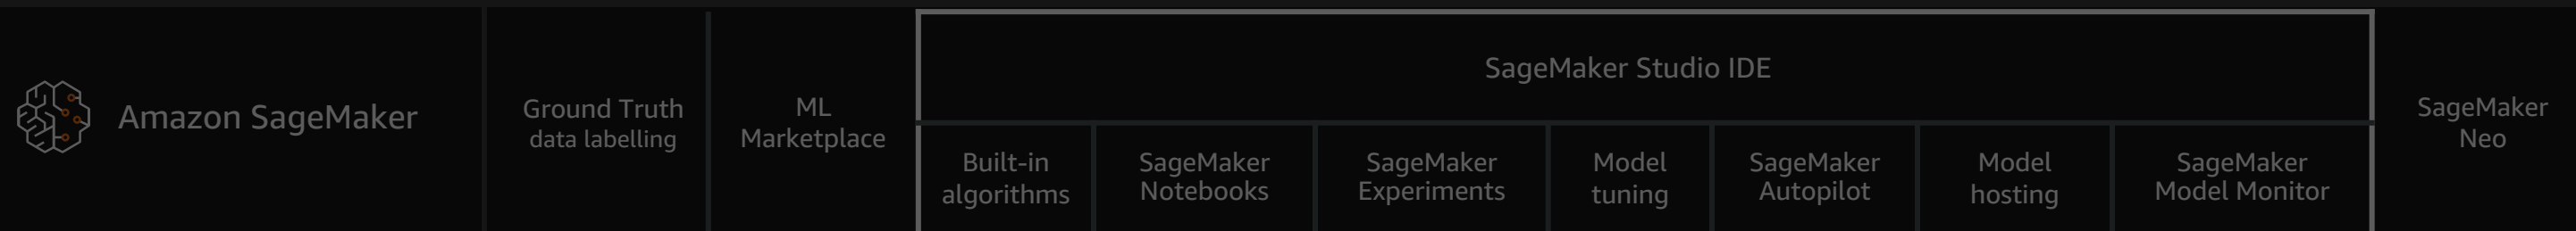 Amazon SageMaker
Ground Truth
data labelling
ML
Marketplace
SageMaker Studio IDE
Built-in
algorithms
SageMaker
Notebooks
SageMaker
Experiments
Model
tuning
SageMaker
Autopilot
Model
hosting
SageMaker
Model Monitor
SageMaker
Neo